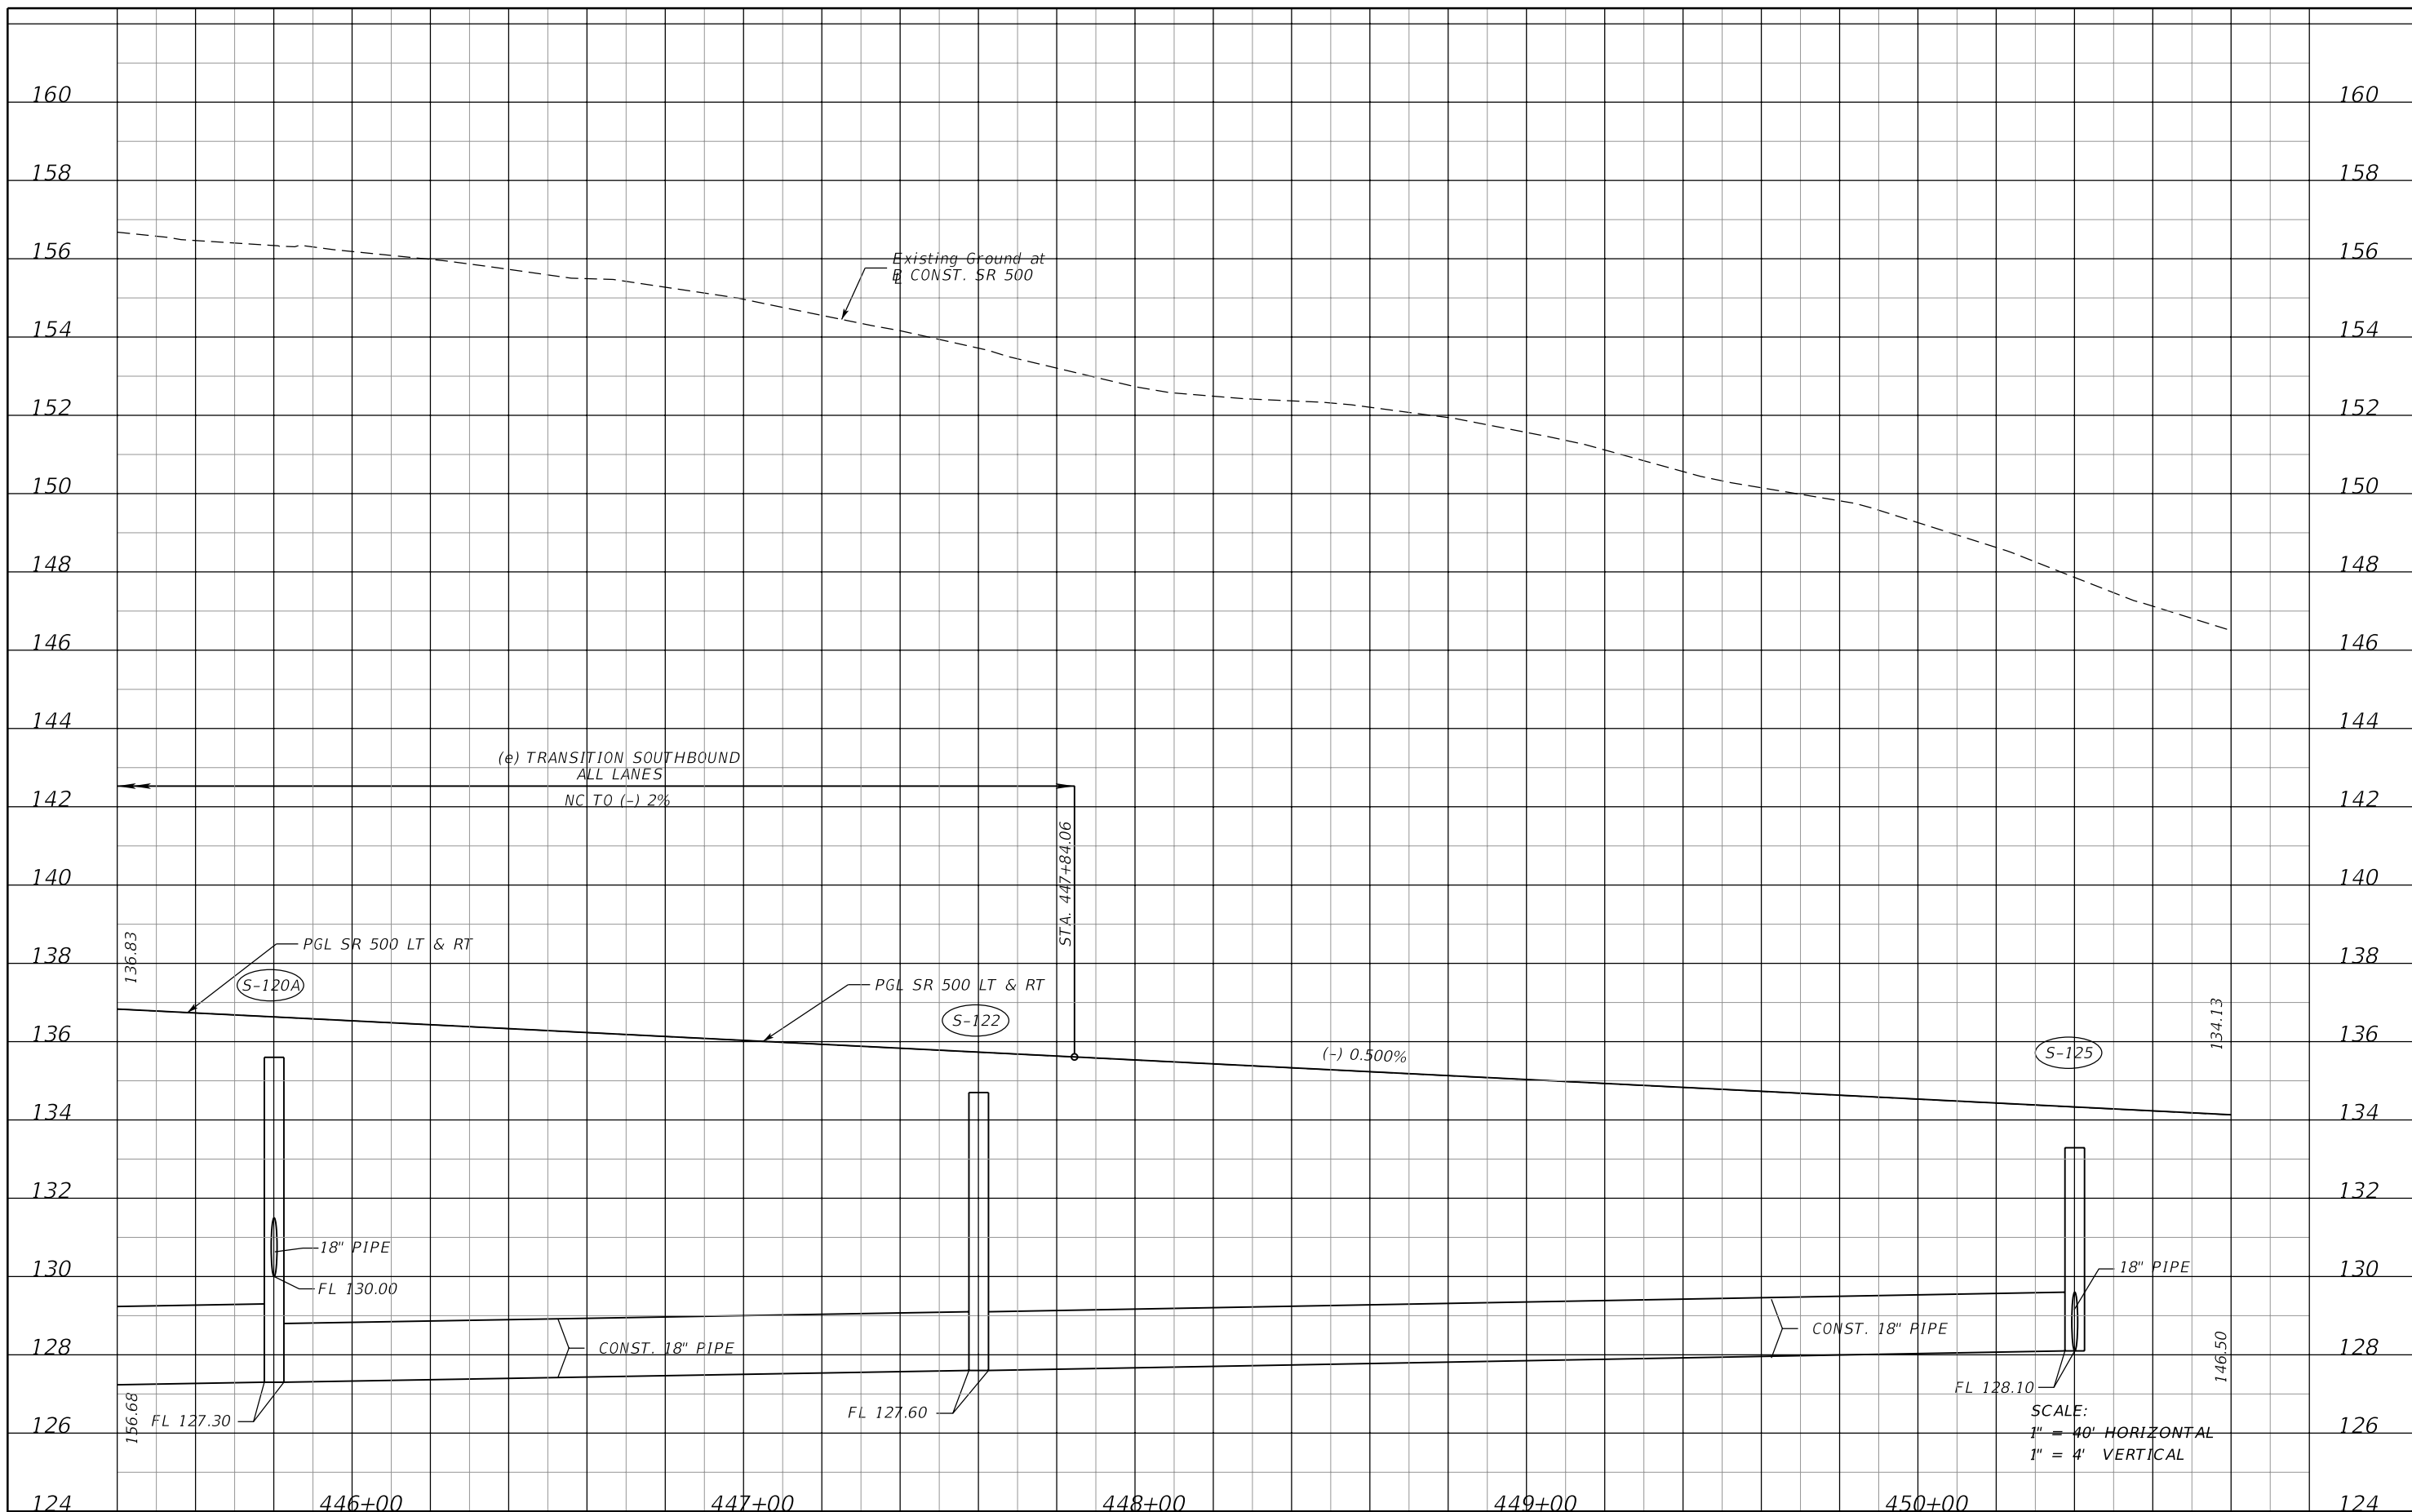 160 160
158 158
156 156
Existing Ground at
℄ CONST. SR 500
154 154
152 152
150 150
148 148
146 146
144 144
(e) TRANSITION SOUTHBOUND
ALL LANES
NC TO (-) 2%
142 142
STA. 447+84.06
140 140
138 138
136.83
PGL SR 500 LT & RT
S-120A
PGL SR 500 LT & RT
S-122
134.13
136 136
(-) 0.500%
S-125
134 134
132 132
18" PIPE
18" PIPE
130 130
FL 130.00
CONST. 18" PIPE
CONST. 18" PIPE
128 128
146.50
FL 128.10
156.68
FL 127.30
FL 127.60
126 126
SCALE:
1" = 40' HORIZONTAL
1" = 4' VERTICAL
124 446+00 447+00 448+00 449+00 450+00 124